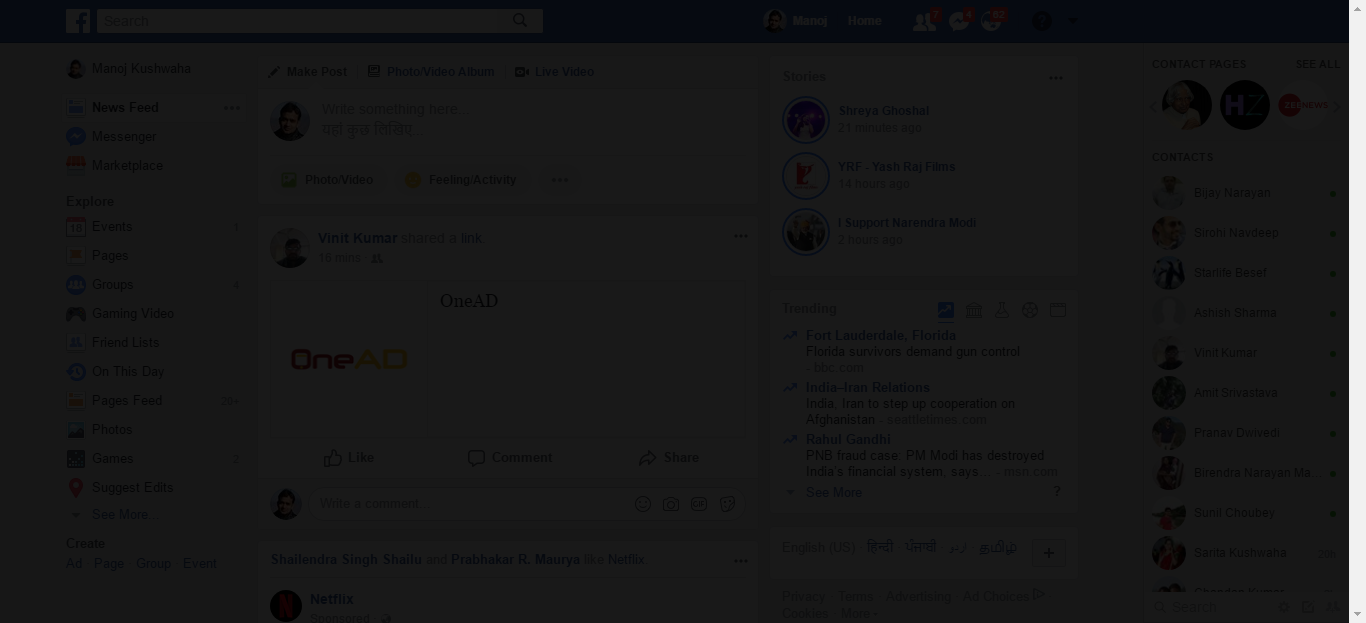 Search
Manoj
Home
7
4
82
Manoj Kushwaha
News Feed
Messenger
Marketplace
Explore
18 Events 1
Pages
Groups 4
Gaming Video
Friend Lists
On This Day
Pages Feed 20+
Photos
Games 2
Suggest Edits
See More...
Create
Ad Page Group Event
Make Post
Photo/Video Album
Live Video
Write something here...
यहां कुछ लिखिए...
Photo/Video
Feeling/Activity
Vinit Kumar shared a link.
16 mins ·
OneAD
OneAD
Like Comment Share
Write a comment...
GIF
Shailendra Singh Shailu and Prabhakar R. Maurya like Netflix.
Netflix
Sponsored ·
Stories
Shreya Ghoshal
21 minutes ago
YRF - Yash Raj Films
14 hours ago
I Support Narendra Modi
2 hours ago
Trending
Fort Lauderdale, Florida
Florida survivors demand gun control
- bbc.com
India–Iran Relations
India, Iran to step up cooperation on
Afghanistan - seattletimes.com
Rahul Gandhi
PNB fraud case: PM Modi has destroyed
India's financial system, says ... - msn.com
See More ?
English (US) · हिन्दी · ਪੰਜਾਬੀ · اردو · தமிழ்
+
Privacy · Terms · Advertising · Ad Choices
Cookies · More
CONTACT PAGES SEE ALL
HZ
ZEE NEWS
CONTACTS
Bijay Narayan
Sirohi Navdeep
Starlife Besef
Ashish Sharma
Vinit Kumar
Amit Srivastava
Pranav Dwivedi
Birendra Narayan Ma...
Sunil Choubey
Sarita Kushwaha 20h
Chandan Kumar
Search